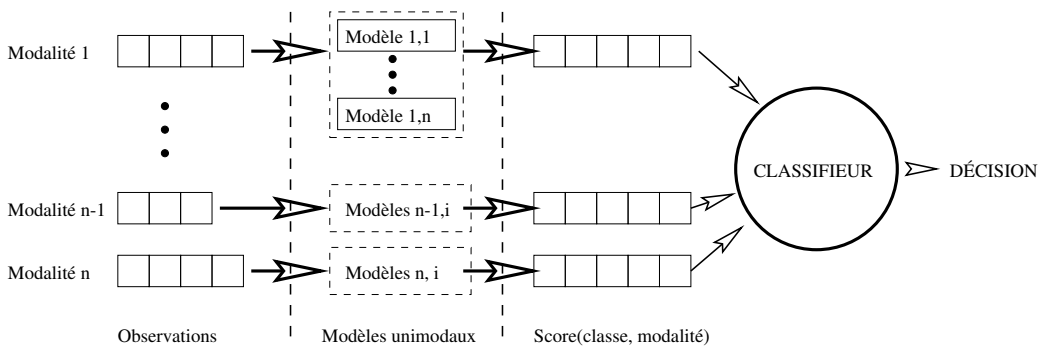 Modalité 1
Modèle 1,1
Modèle 1,n
CLASSIFIEUR
DÉCISION
Modalité n-1
Modèles n-1,i
Modalité n
Modèles n, i
Observations
Modèles unimodaux
Score(classe, modalité)